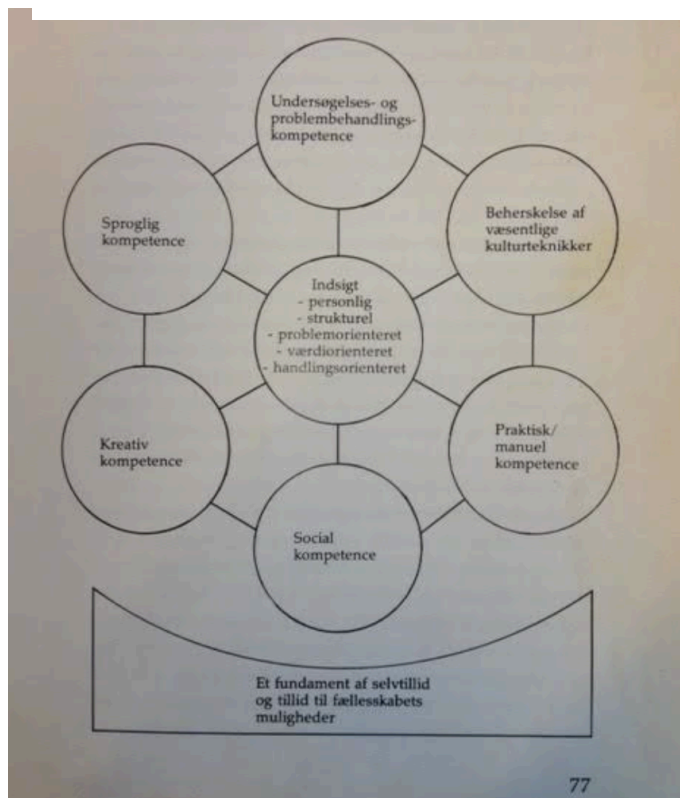 Undersøgelses- og
problembehandlings-
kompetence
Sproglig
kompetence
Beherskelse af
væsentlige
kulturteknikker
Indsigt
- personlig
- strukturel
- problemorienteret
- værdiorienteret
- handlingsorienteret
Kreativ
kompetence
Praktisk/
manuel
kompetence
Social
kompetence
Et fundament af selvtillid
og tillid til fællesskabets
muligheder
77